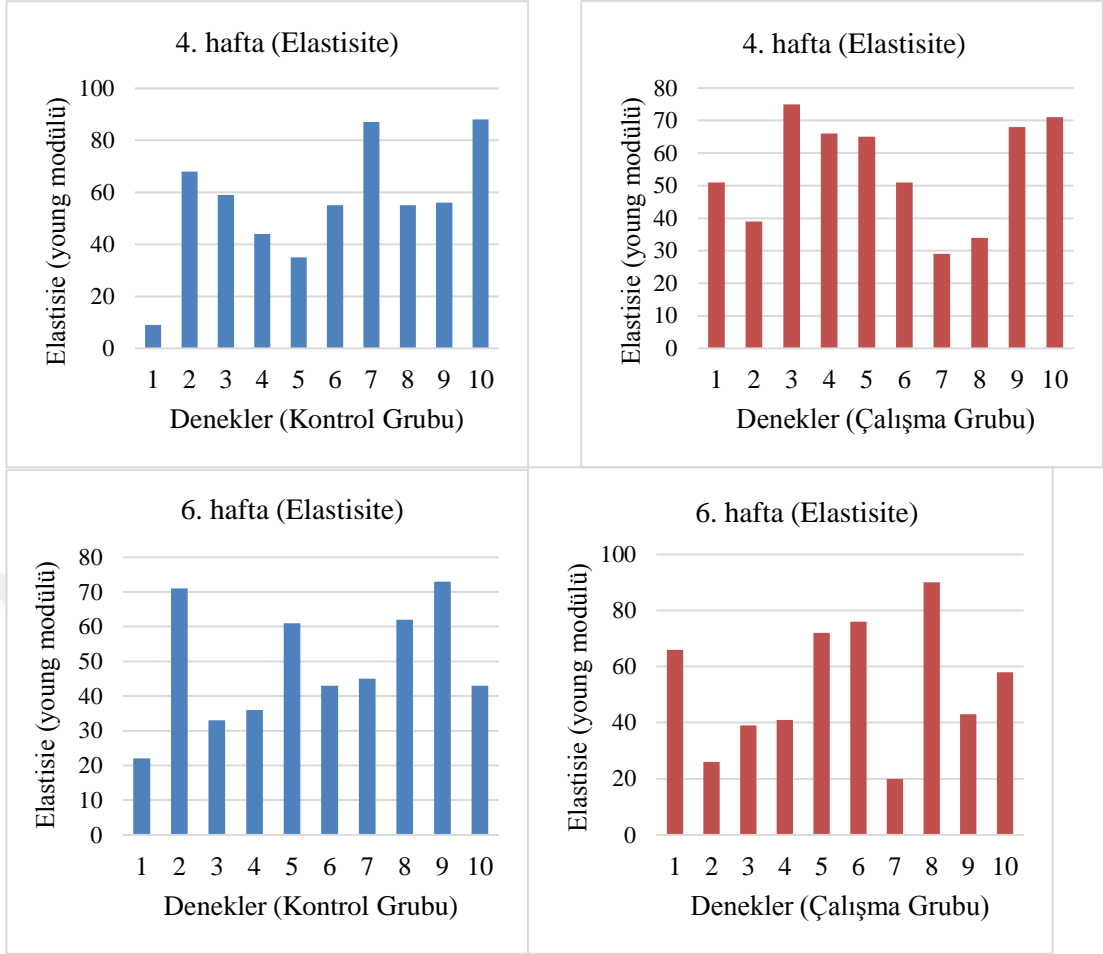 4. hafta (Elastisite)
Elastisie (young modülü)
100
80
60
40
20
0
1 2 3 4 5 6 7 8 9 10
Denekler (Kontrol Grubu)
4. hafta (Elastisite)
Elastisie (young modülü)
80
70
60
50
40
30
20
10
0
1 2 3 4 5 6 7 8 9 10
Denekler (Çalışma Grubu)
6. hafta (Elastisite)
Elastisie (young modülü)
80
70
60
50
40
30
20
10
0
1 2 3 4 5 6 7 8 9 10
Denekler (Kontrol Grubu)
6. hafta (Elastisite)
Elastisie (young modülü)
100
80
60
40
20
0
1 2 3 4 5 6 7 8 9 10
Denekler (Çalışma Grubu)